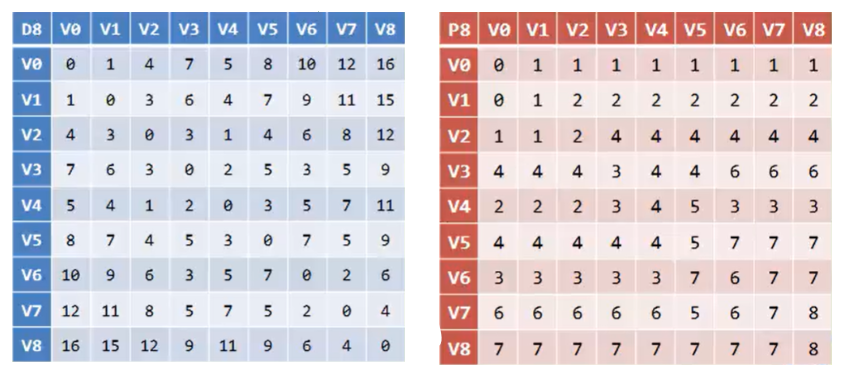 D8 V0 V1 V2 V3 V4 V5 V6 V7 V8
V0 0 1 4 7 5 8 10 12 16
V1 1 0 3 6 4 7 9 11 15
V2 4 3 0 3 1 4 6 8 12
V3 7 6 3 0 2 5 3 5 9
V4 5 4 1 2 0 3 5 7 11
V5 8 7 4 5 3 0 7 5 9
V6 10 9 6 3 5 7 0 2 6
V7 12 11 8 5 7 5 2 0 4
V8 16 15 12 9 11 9 6 4 0
P8 V0 V1 V2 V3 V4 V5 V6 V7 V8
V0 0 1 1 1 1 1 1 1 1
V1 0 1 2 2 2 2 2 2 2
V2 1 1 2 4 4 4 4 4 4
V3 4 4 4 3 4 4 6 6 6
V4 2 2 2 3 4 5 3 3 3
V5 4 4 4 4 4 5 7 7 7
V6 3 3 3 3 3 7 6 7 7
V7 6 6 6 6 6 5 6 7 8
V8 7 7 7 7 7 7 7 7 8